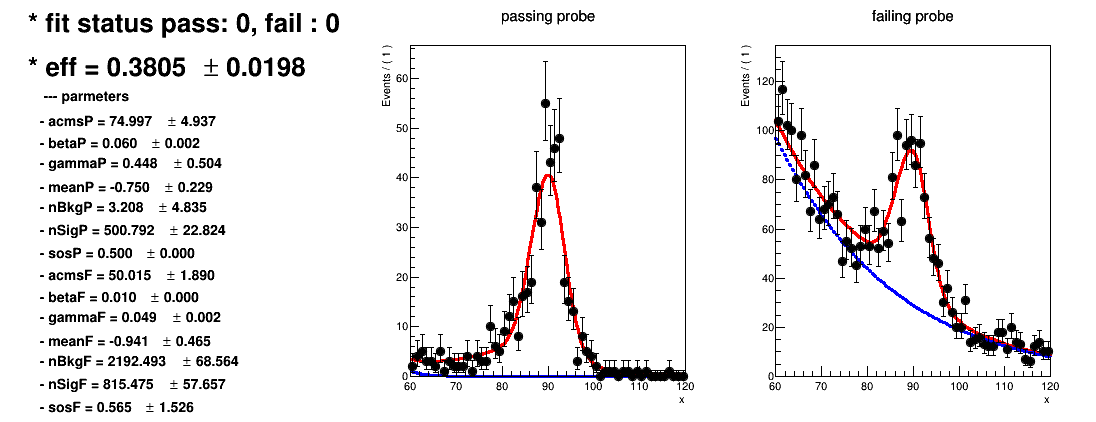 * fit status pass: 0, fail : 0
* eff = 0.3805 ± 0.0198
--- parmeters
- acmsP = 74.997 ± 4.937
- betaP = 0.060 ± 0.002
- gammaP = 0.448 ± 0.504
- meanP = -0.750 ± 0.229
- nBkgP = 3.208 ± 4.835
- nSigP = 500.792 ± 22.824
- sosP = 0.500 ± 0.000
- acmsF = 50.015 ± 1.890
- betaF = 0.010 ± 0.000
- gammaF = 0.049 ± 0.002
- meanF = -0.941 ± 0.465
- nBkgF = 2192.493 ± 68.564
- nSigF = 815.475 ± 57.657
- sosF = 0.565 ± 1.526
passing probe
Events / ( 1 )
60
50
40
30
20
10
0
60 70 80 90 100 110 120
x
failing probe
Events / ( 1 )
120
100
80
60
40
20
0
60 70 80 90 100 110 120
x